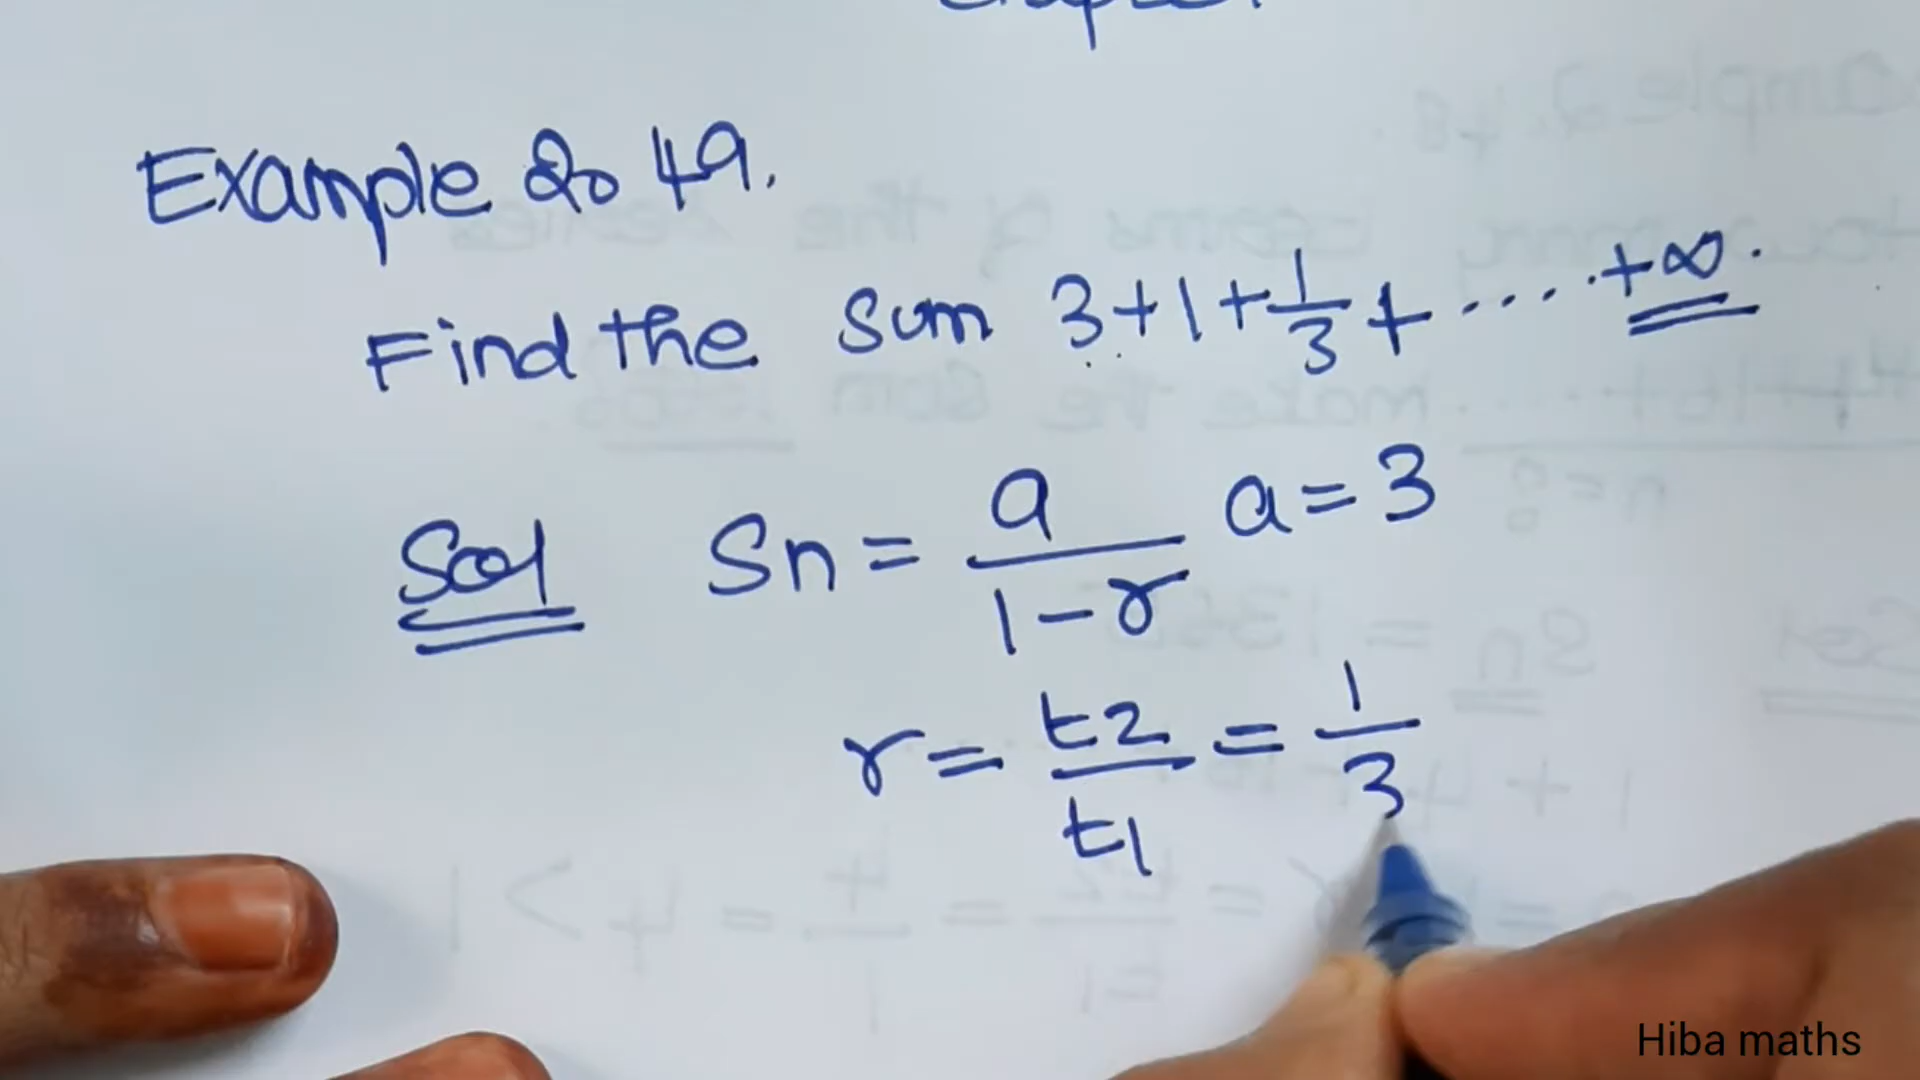 Chapter
Example 2.49.
Find the sum 3+1+1/3+.....+∞.
Sol Sn = a/1-r a=3
r = t2/t1 = 1/3
Hiba maths